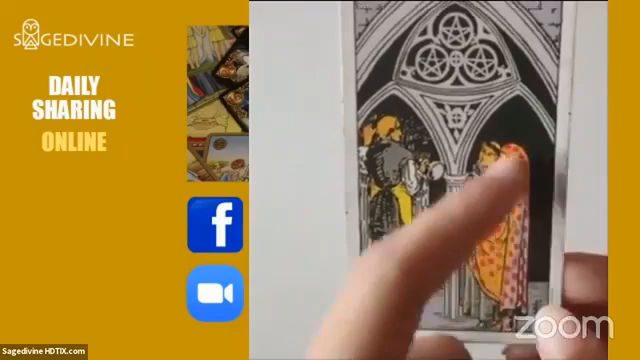 SAGEDIVINE
DAILY
SHARING
ONLINE
f
zoom
Sagedivine HDTIX.com